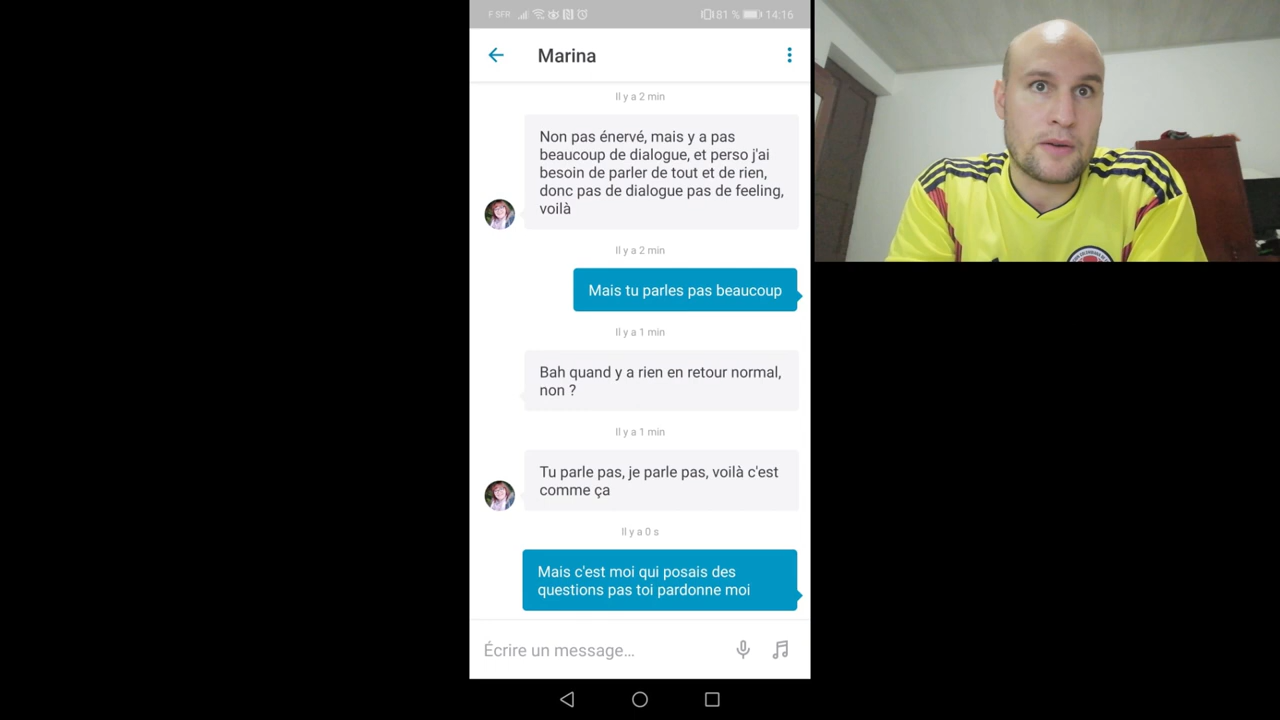 F SFR 81 % 14:16
Marina
Il y a 2 min
Non pas énervé, mais y a pas
beaucoup de dialogue, et perso j'ai
besoin de parler de tout et de rien,
donc pas de dialogue pas de feeling,
voilà
Il y a 2 min
Mais tu parles pas beaucoup
Il y a 1 min
Bah quand y a rien en retour normal,
non ?
Il y a 1 min
Tu parle pas, je parle pas, voilà c'est
comme ça
Il y a 0 s
Mais c'est moi qui posais des
questions pas toi pardonne moi
Écrire un message...